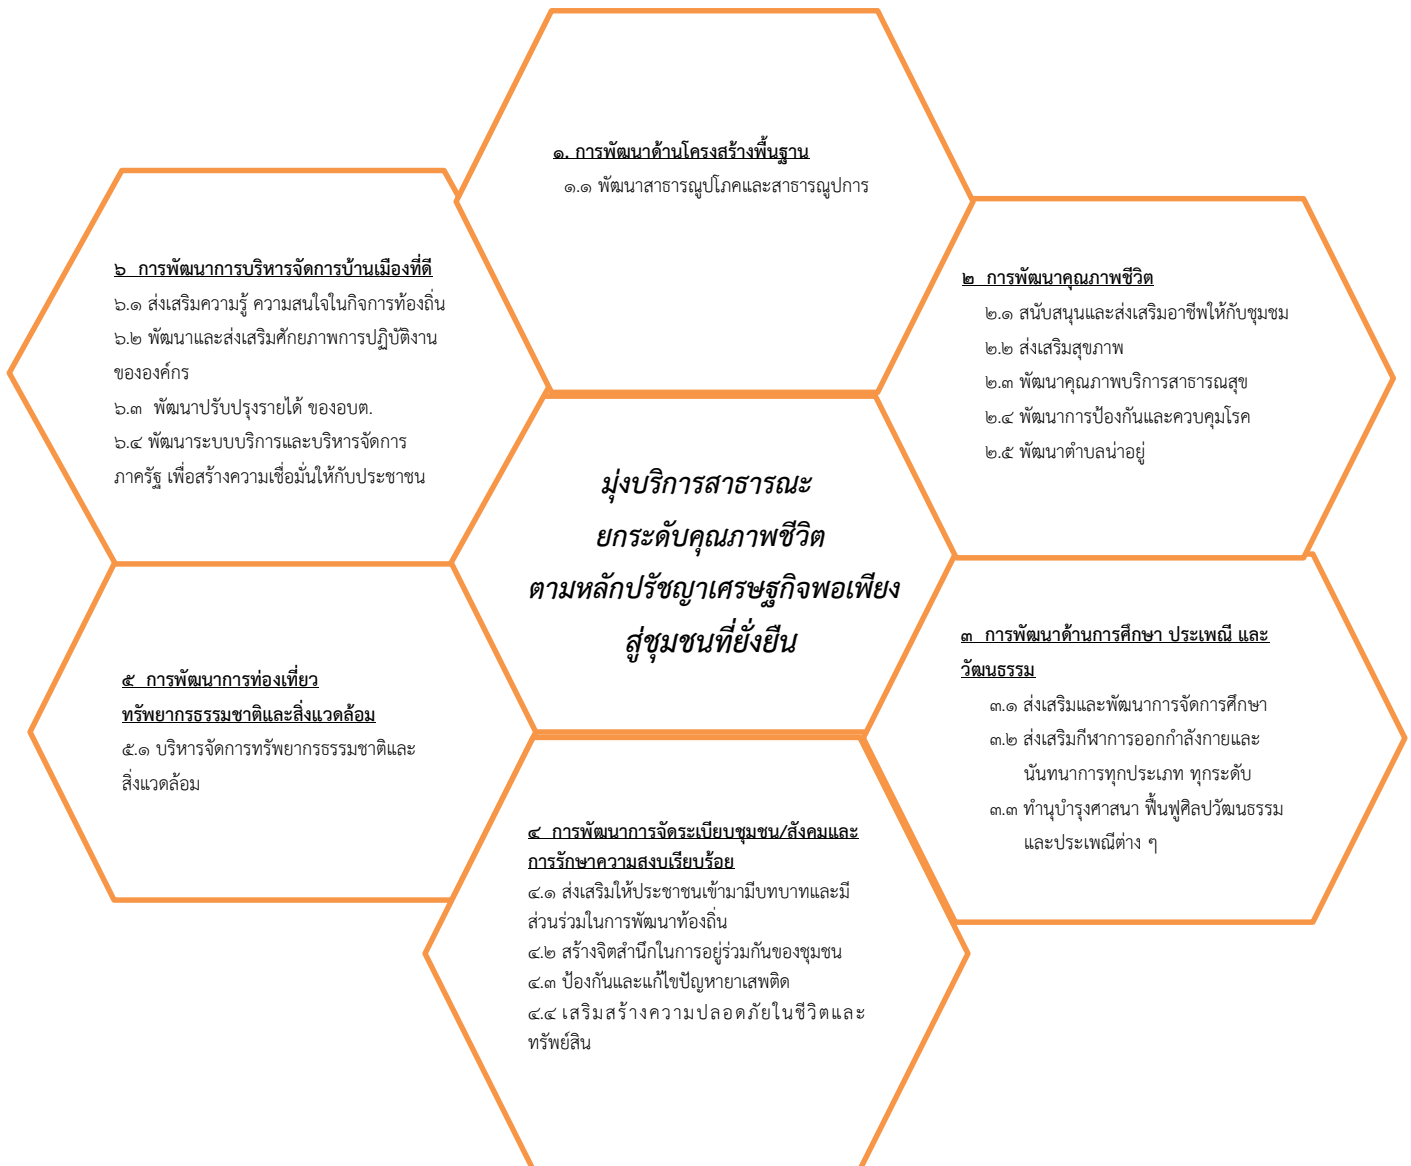 ๑. การพัฒนาด้านโครงสร้างพื้นฐาน
๑.๑ พัฒนาสาธารณูปโภคและสาธารณูปการ
๒ การพัฒนาคุณภาพชีวิต
๒.๑ สนับสนุนและส่งเสริมอาชีพให้กับชุมชม
๒.๒ ส่งเสริมสุขภาพ
๒.๓ พัฒนาคุณภาพบริการสาธารณสุข
๒.๔ พัฒนาการป้องกันและควบคุมโรค
๒.๕ พัฒนาตำบลน่าอยู่
๓ การพัฒนาด้านการศึกษา ประเพณี และ
วัฒนธรรม
๓.๑ ส่งเสริมและพัฒนาการจัดการศึกษา
๓.๒ ส่งเสริมกีฬาการออกกำลังกายและ
นันทนาการทุกประเภท ทุกระดับ
๓.๓ ทำนุบำรุงศาสนา ฟื้นฟูศิลปวัฒนธรรม
และประเพณีต่าง ๆ
๔ การพัฒนาการจัดระเบียบชุมชน/สังคมและ
การรักษาความสงบเรียบร้อย
๔.๑ ส่งเสริมให้ประชาชนเข้ามามีบทบาทและมี
ส่วนร่วมในการพัฒนาท้องถิ่น
๔.๒ สร้างจิตสำนึกในการอยู่ร่วมกันของชุมชน
๔.๓ ป้องกันและแก้ไขปัญหายาเสพติด
๔.๔ เสริมสร้างความปลอดภัยในชีวิตและ
ทรัพย์สิน
๕ การพัฒนาการท่องเที่ยว
ทรัพยากรธรรมชาติและสิ่งแวดล้อม
๕.๑ บริหารจัดการทรัพยากรธรรมชาติและ
สิ่งแวดล้อม
๖ การพัฒนาการบริหารจัดการบ้านเมืองที่ดี
๖.๑ ส่งเสริมความรู้ ความสนใจในกิจการท้องถิ่น
๖.๒ พัฒนาและส่งเสริมศักยภาพการปฏิบัติงาน
ขององค์กร
๖.๓ พัฒนาปรับปรุงรายได้ ของอบต.
๖.๔ พัฒนาระบบบริการและบริหารจัดการ
ภาครัฐ เพื่อสร้างความเชื่อมั่นให้กับประชาชน
มุ่งบริการสาธารณะ
ยกระดับคุณภาพชีวิต
ตามหลักปรัชญาเศรษฐกิจพอเพียง
สู่ชุมชนที่ยั่งยืน